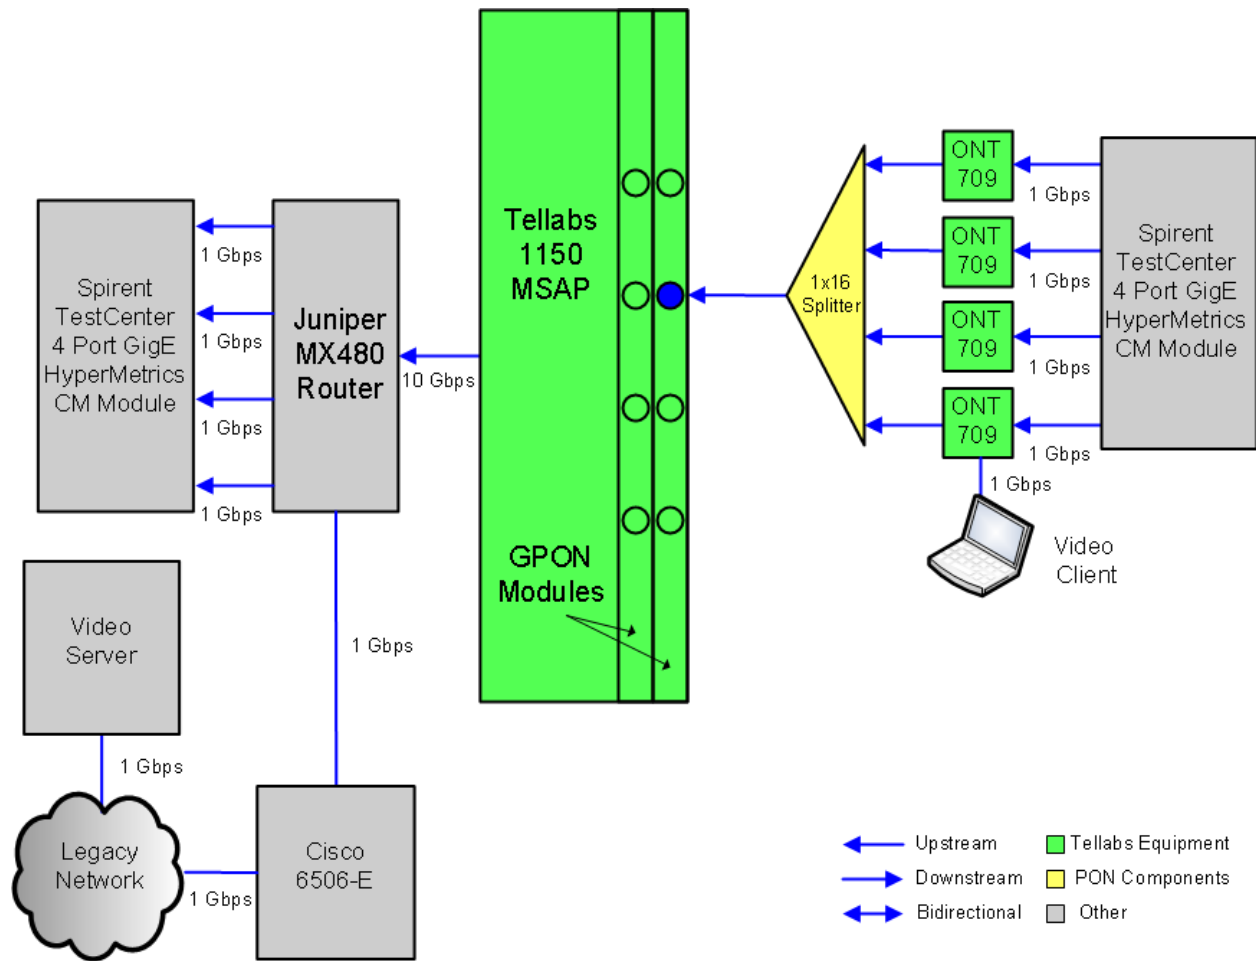 Spirent
TestCenter
4 Port GigE
HyperMetrics
CM Module
1 Gbps
1 Gbps
1 Gbps
1 Gbps
Juniper
MX480
Router
10 Gbps
Tellabs
1150
MSAP
GPON
Modules
1x16
Splitter
ONT
709
ONT
709
ONT
709
ONT
709
1 Gbps
1 Gbps
1 Gbps
1 Gbps
1 Gbps
Spirent
TestCenter
4 Port GigE
HyperMetrics
CM Module
Video
Client
Video
Server
1 Gbps
1 Gbps
Legacy
Network
1 Gbps
Cisco
6506-E
Upstream
Downstream
Bidirectional
Tellabs Equipment
PON Components
Other